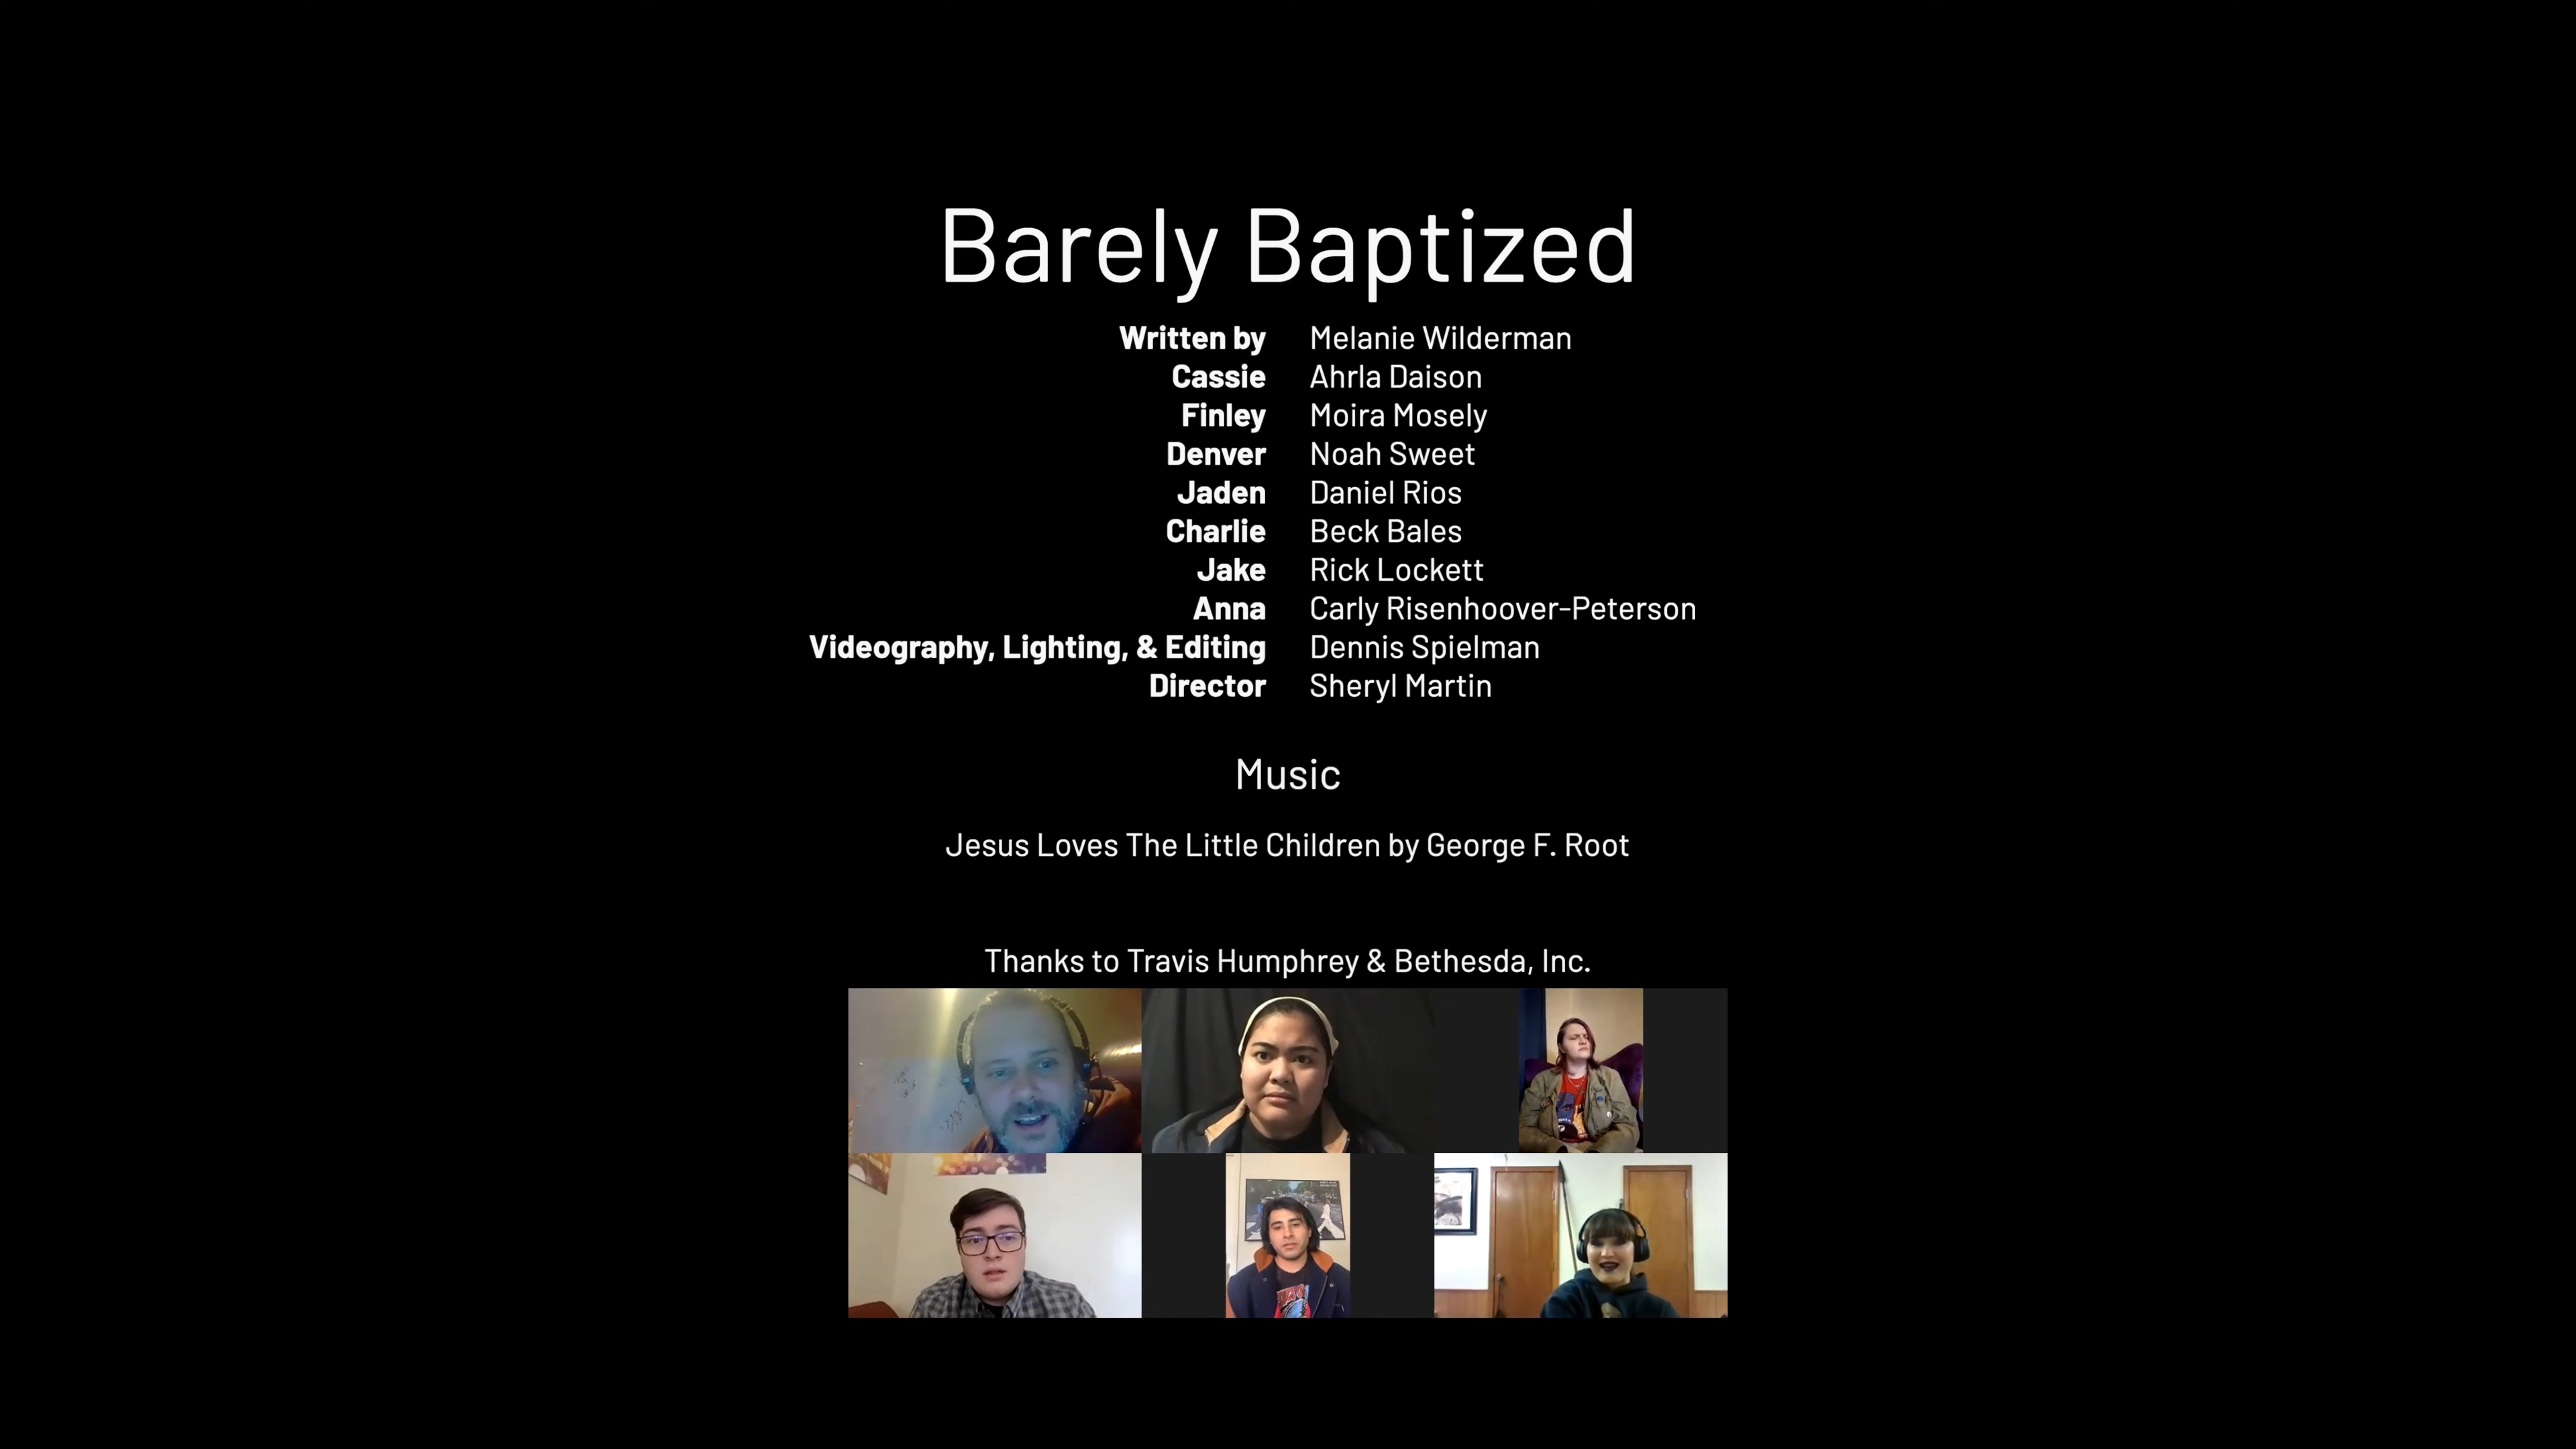 Barely Baptized
Written by Melanie Wilderman
Cassie Ahrla Daison
Finley Moira Mosely
Denver Noah Sweet
Jaden Daniel Rios
Charlie Beck Bales
Jake Rick Lockett
Anna Carly Risenhoover-Peterson
Videography, Lighting, & Editing Dennis Spielman
Director Sheryl Martin
Music
Jesus Loves The Little Children by George F. Root
Thanks to Travis Humphrey & Bethesda, Inc.